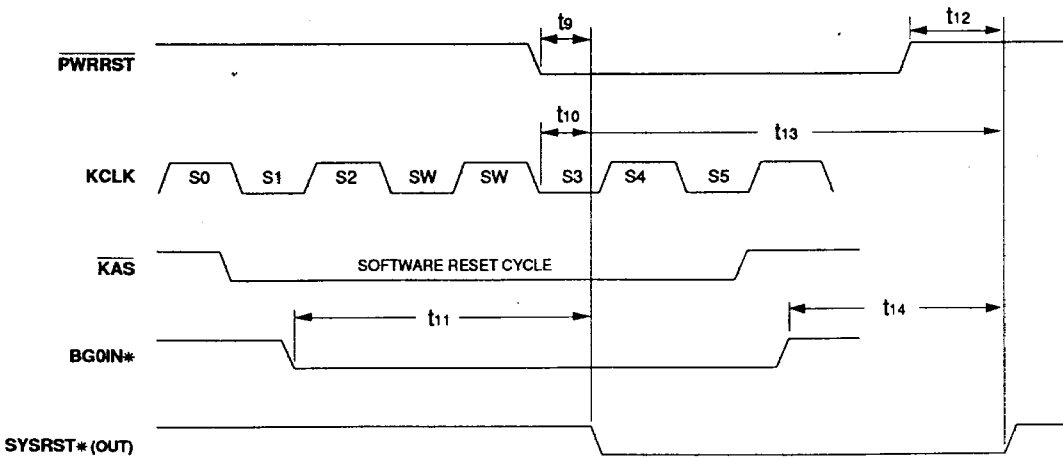 t9
t12
PWRRST
t10
t13
KCLK
S0 S1 S2 SW SW S3 S4 S5
KAS
SOFTWARE RESET CYCLE
t11
t14
BG0IN*
SYSRST* (OUT)